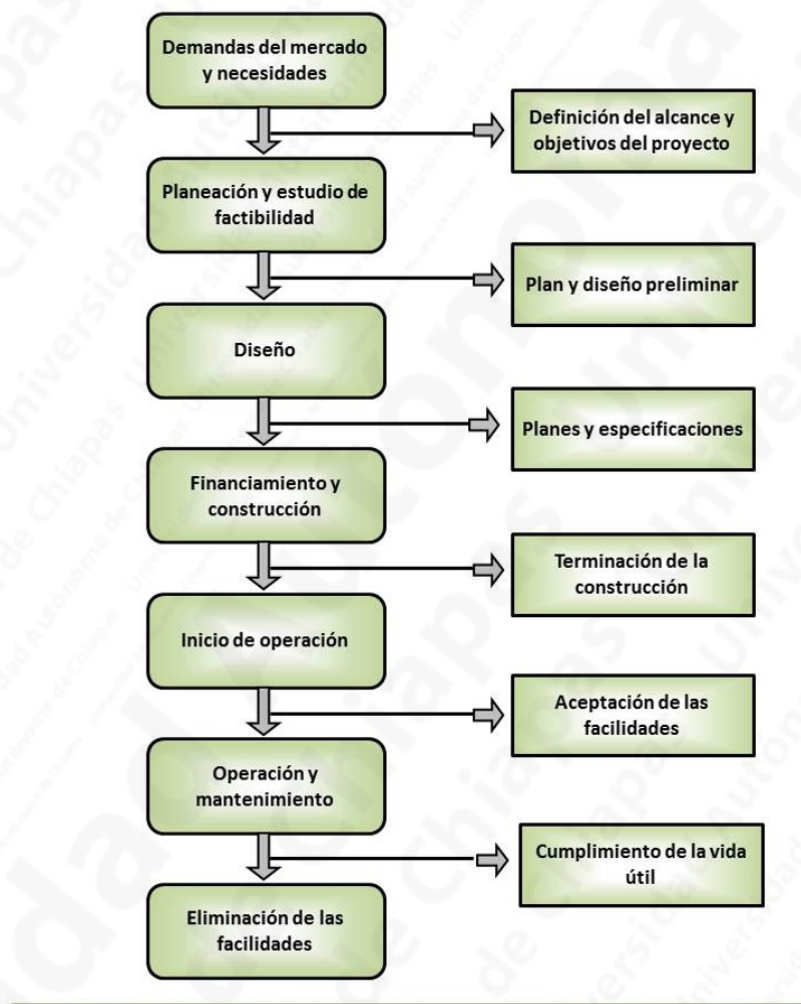 Demandas del mercado
y necesidades
Definición del alcance y
objetivos del proyecto
Planeación y estudio de
factibilidad
Plan y diseño preliminar
Diseño
Planes y especificaciones
Financiamiento y
construcción
Terminación de la
construcción
Inicio de operación
Aceptación de las
facilidades
Operación y
mantenimiento
Cumplimiento de la vida
útil
Eliminación de las
facilidades